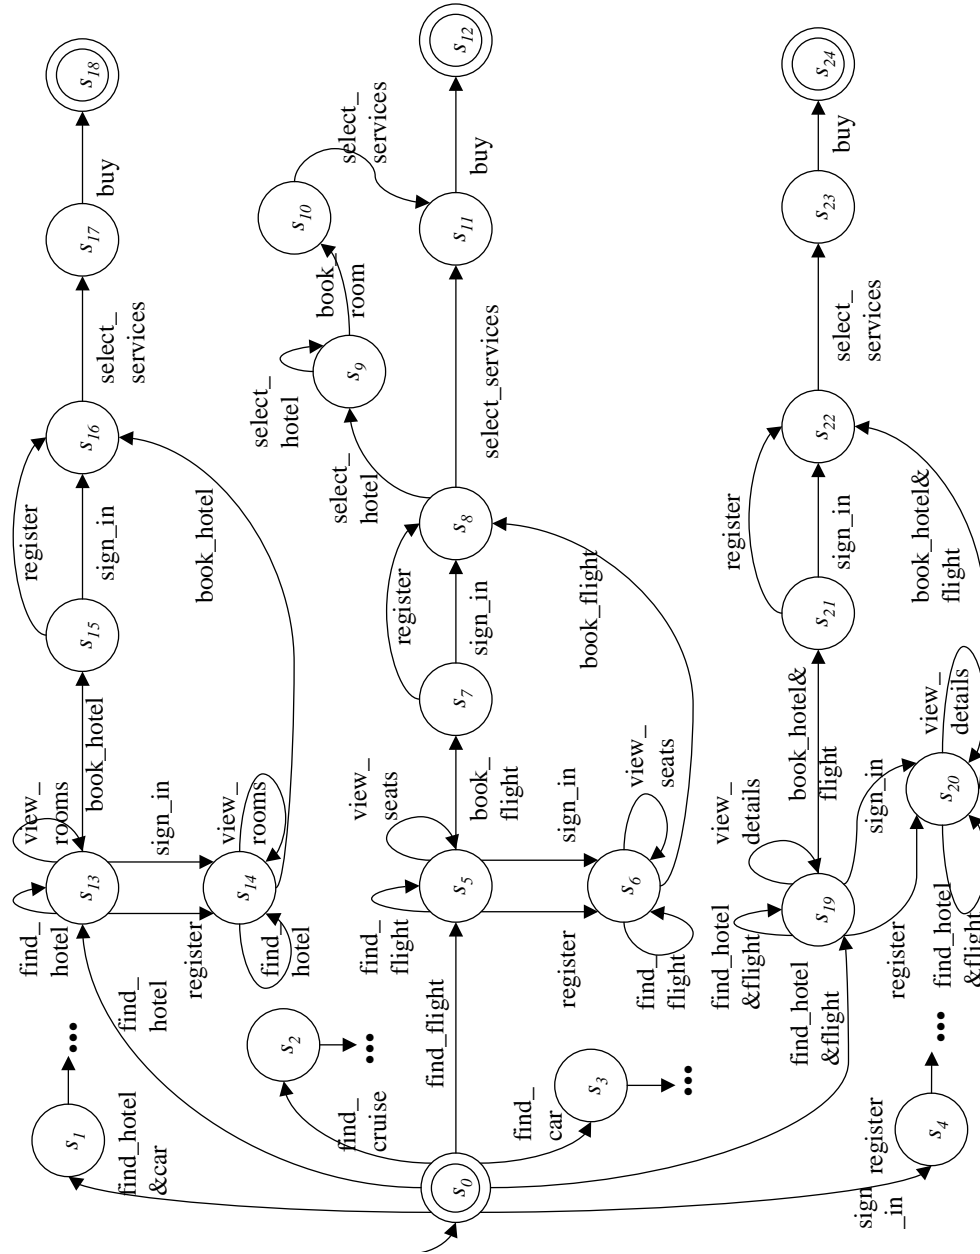 s18
buy
s17
select_
services
s16
register
sign_in
book_hotel
s15
book_hotel
view_
rooms
s13
find_
hotel
sign_in
view_
rooms
s14
register
find_
hotel
find_
hotel
s1
find_hotel
&car
s12
buy
select_
services
s10
s11
book_
room
s9
select_
hotel
select_
hotel
select_services
s8
register
sign_in
book_flight
s7
view_
seats
book_
flight
s5
find_
flight
sign_in
view_
seats
s6
register
find_
flight
find_flight
s2
find_
cruise
s3
find_
car
s0
s24
buy
s23
select_
services
s22
register
sign_in
book_hotel&
flight
s21
book_hotel&
flight
view_
details
s19
find_hotel
&flight
sign_in
view_
details
s20
register
find_hotel
&flight
find_hotel
&flight
s4
register
sign
_in